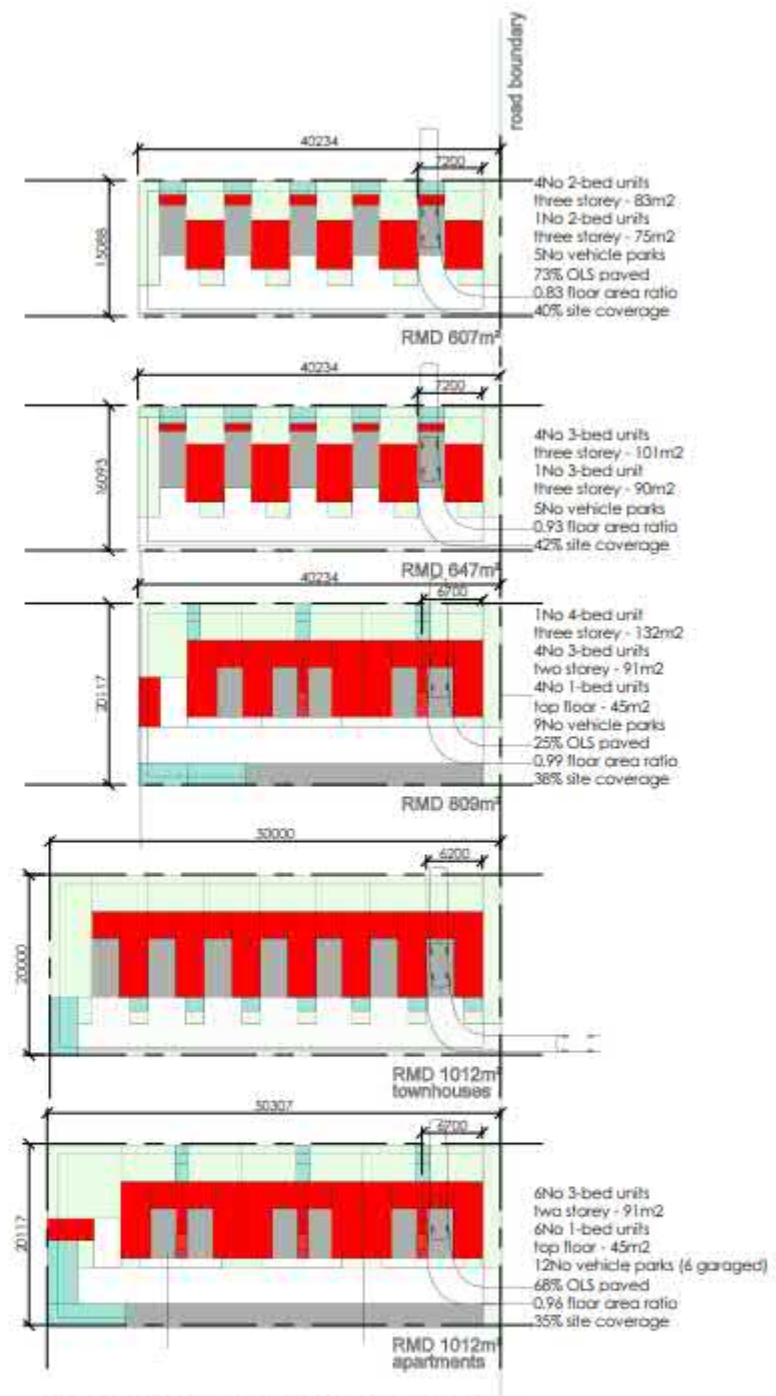 road boundary
40234
7200
15088
4No 2-bed units
three storey - 83m2
1No 2-bed units
three storey - 75m2
5No vehicle parks
73% OLS paved
0.83 floor area ratio
40% site coverage
RMD 607m²
40234
7200
16093
4No 3-bed units
three storey - 101m2
1No 3-bed unit
three storey - 90m2
5No vehicle parks
0.93 floor area ratio
42% site coverage
RMD 647m²
40234
6700
20117
1No 4-bed unit
three storey - 132m2
4No 3-bed units
two storey - 91m2
4No 1-bed units
top floor - 45m2
9No vehicle parks
25% OLS paved
0.99 floor area ratio
38% site coverage
RMD 809m²
50000
6200
20000
RMD 1012m²
townhouses
50307
6700
20117
6No 3-bed units
two storey - 91m2
6No 1-bed units
top floor - 45m2
12No vehicle parks (6 garaged)
68% OLS paved
0.96 floor area ratio
35% site coverage
RMD 1012m²
apartments